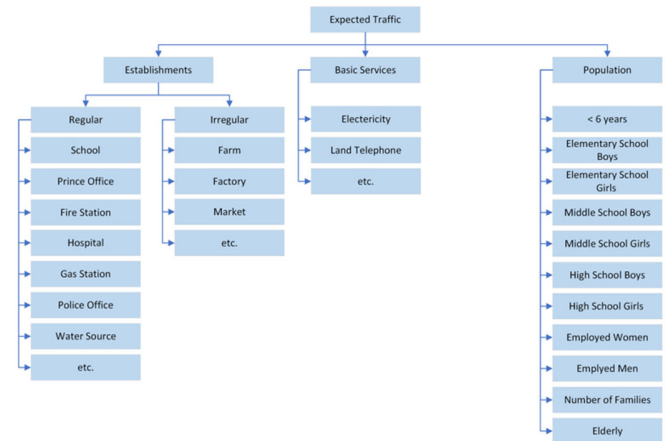 Expected Traffic
Establishments
Basic Services
Population
Regular
School
Prince Office
Fire Station
Hospital
Gas Station
Police Office
Water Source
etc.
Irregular
Farm
Factory
Market
etc.
Electericity
Land Telephone
etc.
< 6 years
Elementary School
Boys
Elementary School
Girls
Middle School Boys
Middle School Girls
High School Boys
High School Girls
Employed Women
Emplyed Men
Number of Families
Elderly